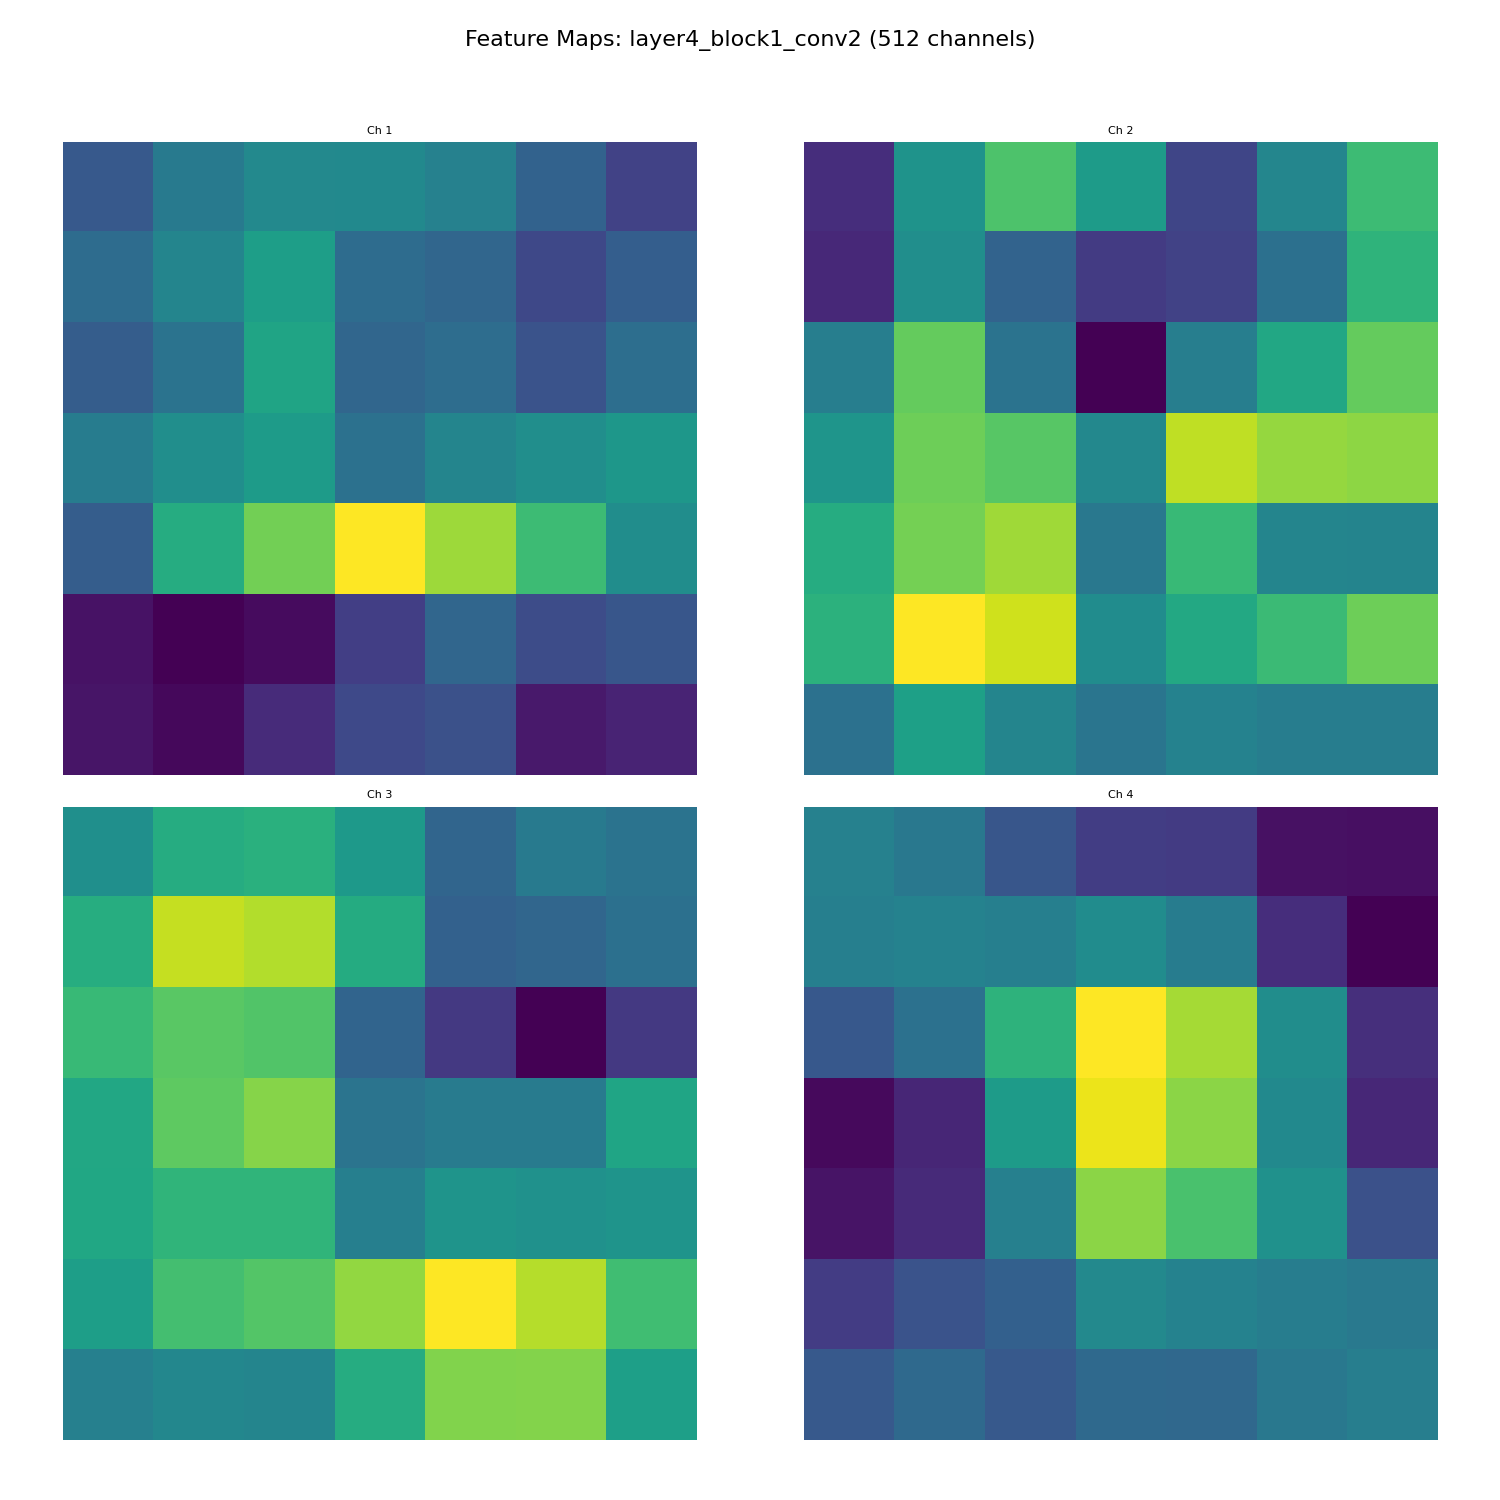 Feature Maps: layer4_block1_conv2 (512 channels)
Ch 1
Ch 2
Ch 3
Ch 4